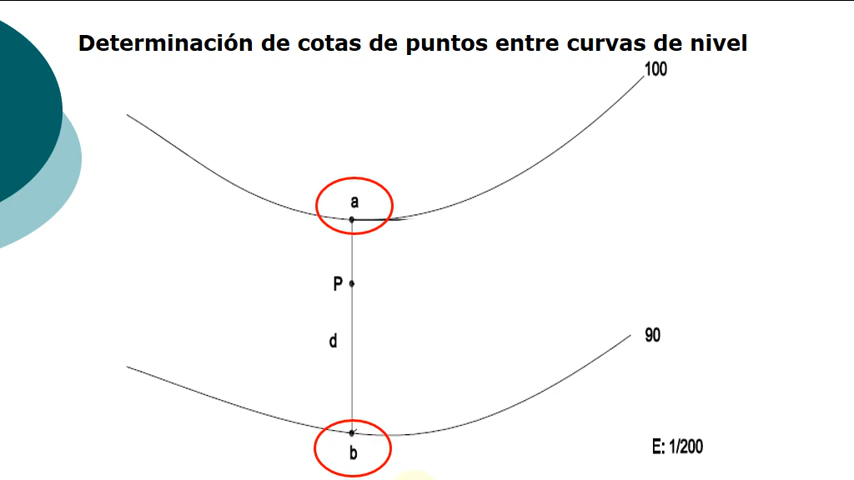 Determinación de cotas de puntos entre curvas de nivel
100
a
P
d
90
b
E: 1/200